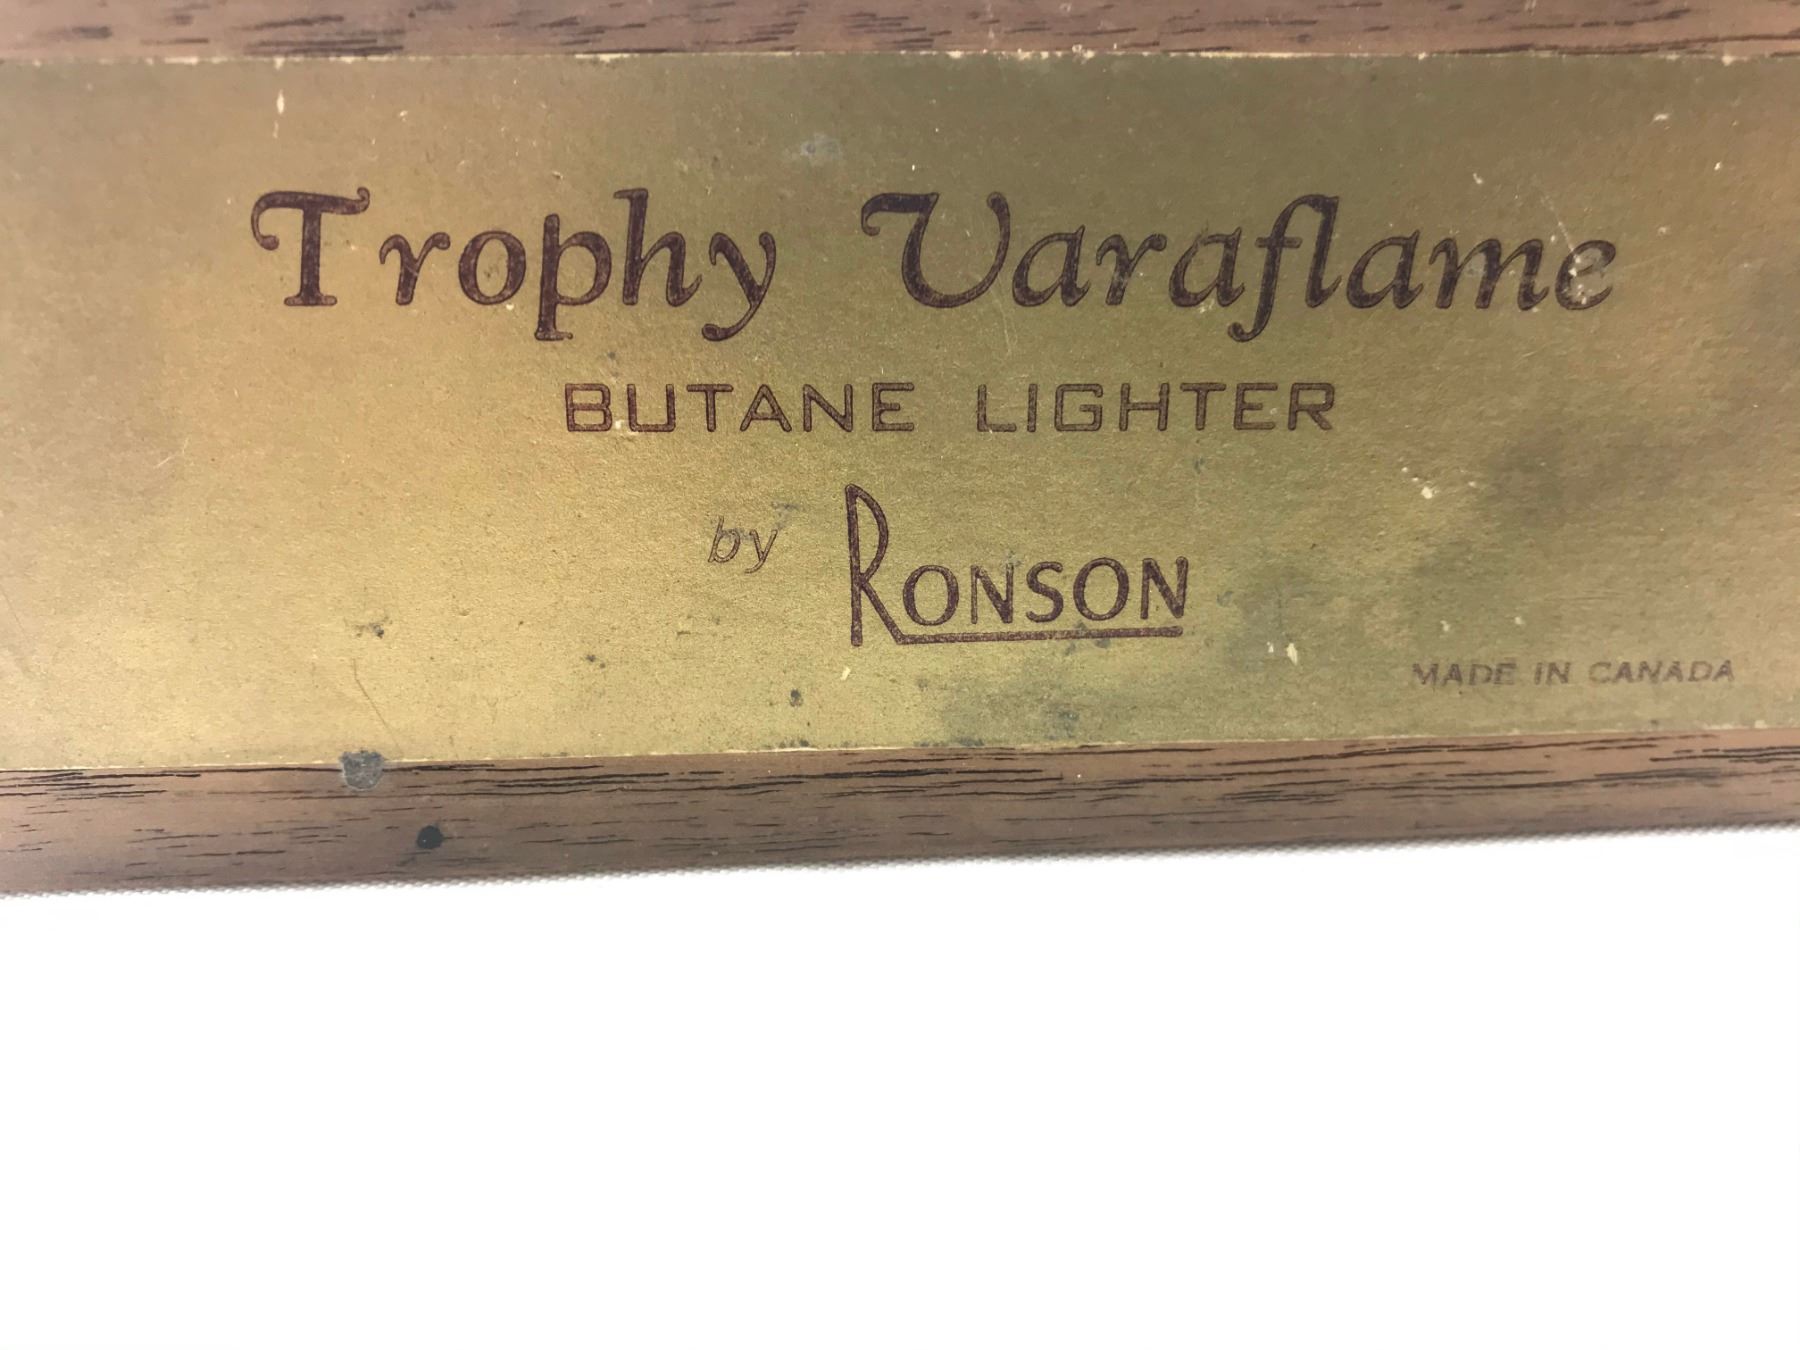 Trophy Varaflame
BUTANE LIGHTER
by RONSON
MADE IN CANADA